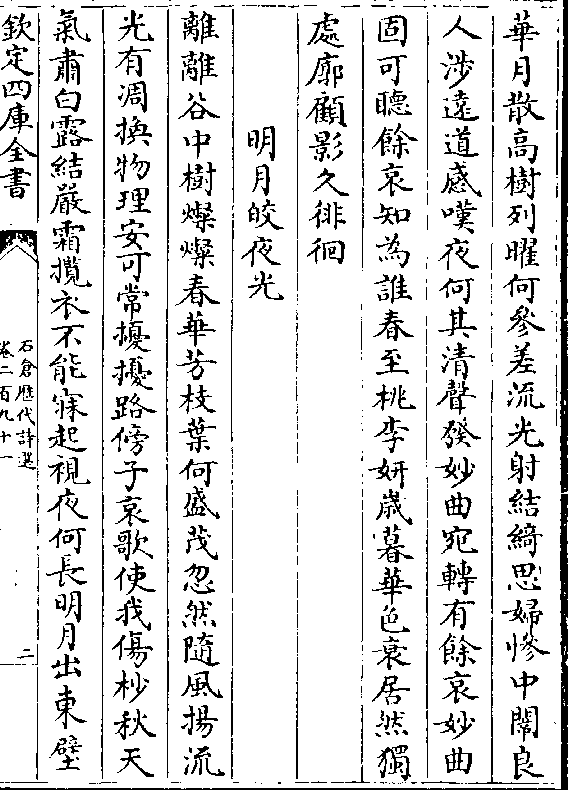 華月散高樹列曜何參差流光射結綺思婦慘中闈良
人涉遠道感嘆夜何其清聲發妙曲宛轉有餘哀妙曲
固可聽餘哀知為誰春至桃李妍歲暮華色衰居然獨
處廓顧影久徘徊
明月皎夜光
離離谷中樹燦燦春華芳枝葉何盛茂忽然隨風揚流
光有凋換物理安可常擾擾路傍子哀歌使我傷杪秋天
氣肅白露結嚴霜攬衣不能寐起視夜何長明月出東壁
欽定四庫全書
石倉歷代詩選
卷二百九十一
二